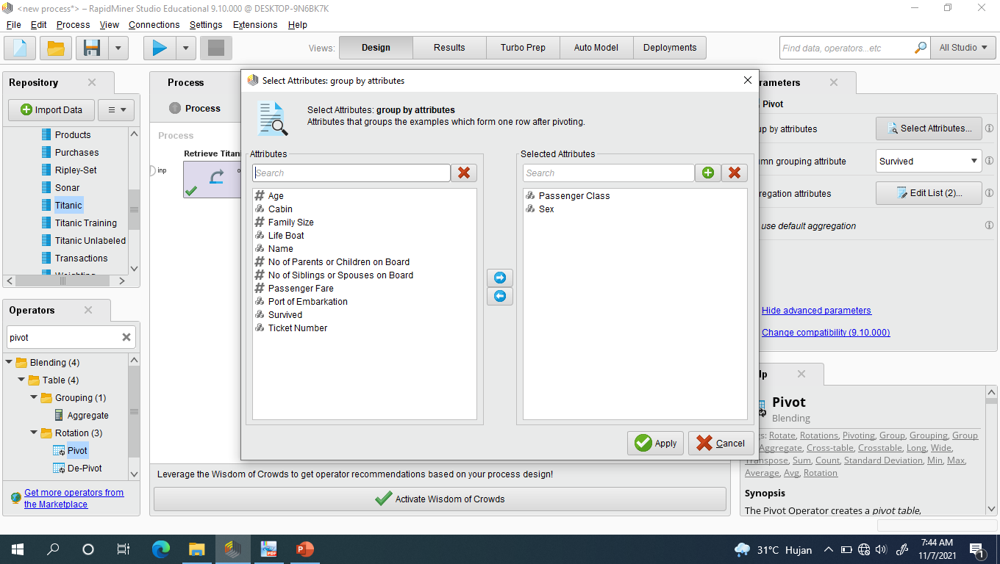 <new process*> – RapidMiner Studio Educational 9.10.000 @ DESKTOP-9N6BK7K
File Edit Process View Connections Settings Extensions Help
Views: Design Results Turbo Prep Auto Model Deployments
Find data, operators...etc
All Studio
Repository
Import Data
Products
Purchases
Ripley-Set
Sonar
Titanic
Titanic Training
Titanic Unlabeled
Transactions
Operators
pivot
Blending (4)
Table (4)
Grouping (1)
Aggregate
Rotation (3)
Pivot
De-Pivot
Get more operators from
the Marketplace
Process
Process
Process
Retrieve Titani
inp
Select Attributes: group by attributes
Select Attributes: group by attributes
Attributes that groups the examples which form one row after pivoting.
Attributes
Search
Age
Cabin
Family Size
Life Boat
Name
No of Parents or Children on Board
No of Siblings or Spouses on Board
Passenger Fare
Port of Embarkation
Survived
Ticket Number
Selected Attributes
Search
Passenger Class
Sex
Apply
Cancel
Leverage the Wisdom of Crowds to get operator recommendations based on your process design!
Activate Wisdom of Crowds
rameters
Pivot
up by attributes
Select Attributes...
mn grouping attribute
Survived
regation attributes
Edit List (2)...
use default aggregation
Hide advanced parameters
Change compatibility (9.10.000)
lp
Pivot
Blending
s: Rotate, Rotations, Pivoting, Group, Grouping, Group
Aggregate, Cross-table, Crosstable, Long, Wide,
Transpose, Sum, Count, Standard Deviation, Min, Max,
Average, Avg, Rotation
Synopsis
The Pivot Operator creates a pivot table,
31°C Hujan
7:44 AM
11/7/2021
1